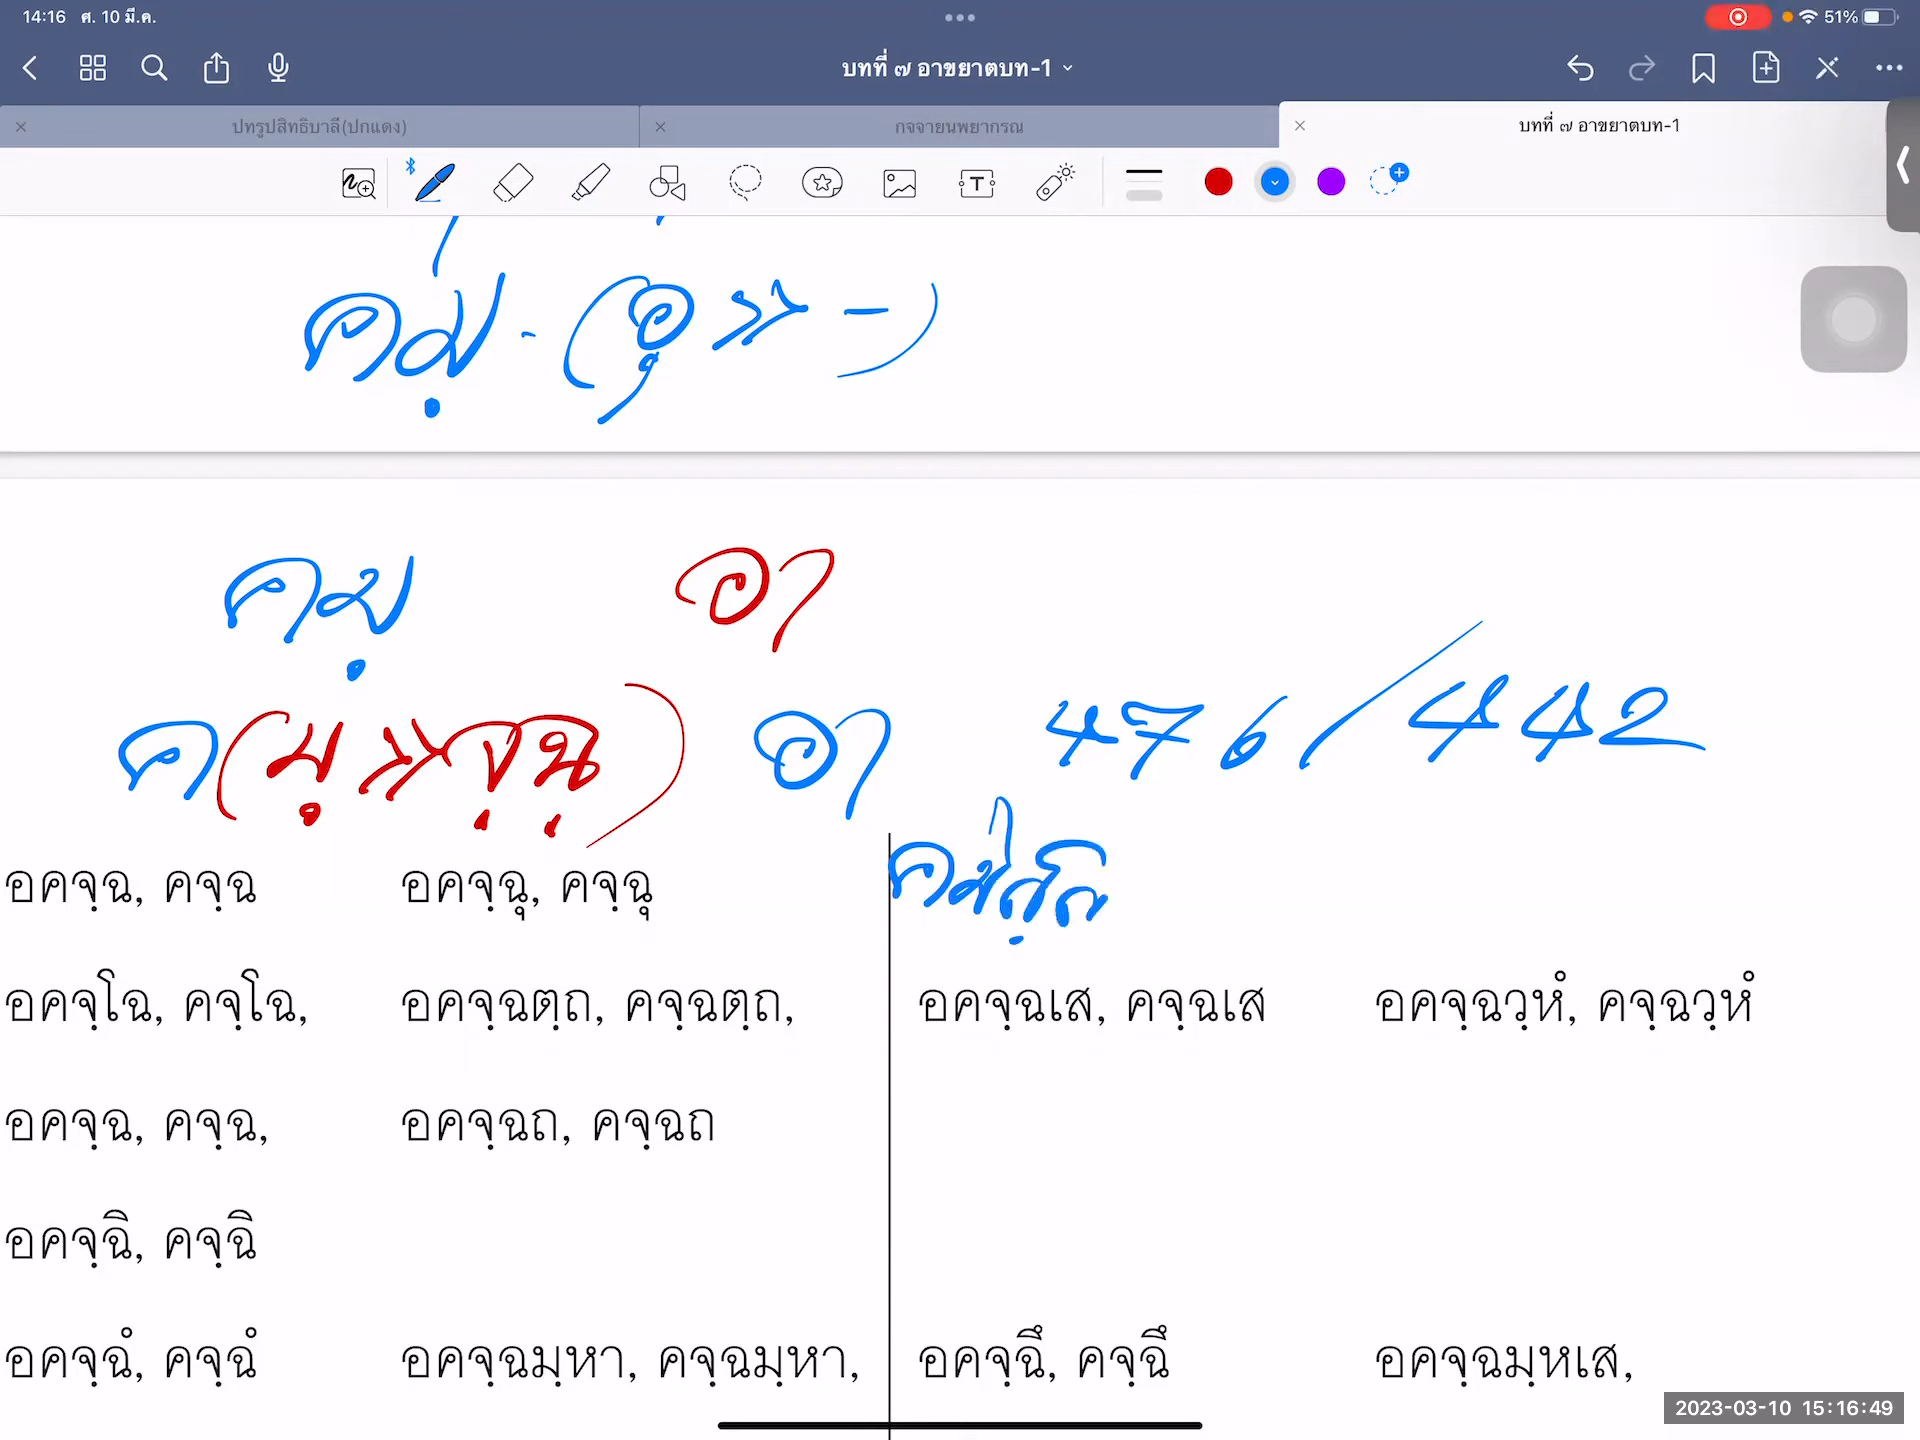 14:16 ศ. 10 มี.ค. 51%
บทที่ ๗ อาขยาตบท-1
ปทรูปสิทธิบาลี(ปกแดง) กจจายนพยากรณ บทที่ ๗ อาขยาตบท-1
คมฺ
คมฺ อา
ค(มฺ » จฺฉฺ) อา 476/442
อคจฺฉ, คจฺฉ อคจฺฉุ, คจฺฉุ
อคจฺโฉ, คจฺโฉ, อคจฺฉตฺถ, คจฺฉตฺถ, อคจฺฉเส, คจฺฉเส อคจฺฉวฺหํ, คจฺฉวฺหํ
อคจฺฉ, คจฺฉ, อคจฺฉถ, คจฺฉถ
อคจฺฉิ, คจฺฉิ
อคจฺฉํ, คจฺฉํ อคจฺฉมฺหา, คจฺฉมฺหา, อคจฺฉึ, คจฺฉึ อคจฺฉมฺหเส,
2023-03-10 15:16:49